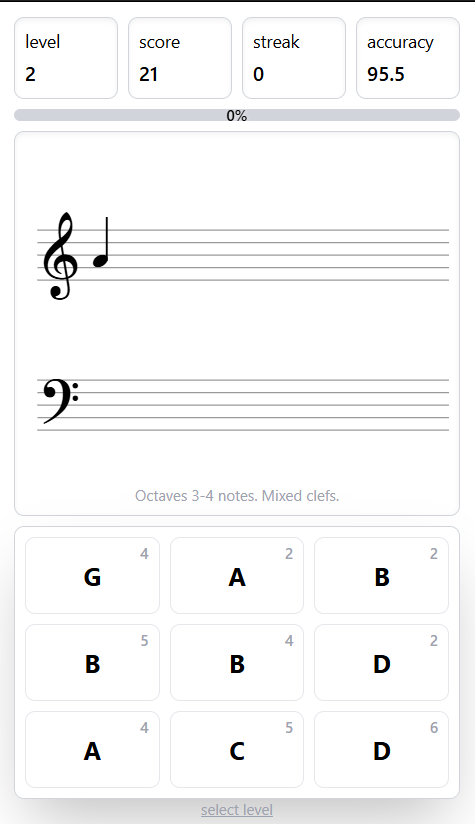 level
2
score
21
streak
0
accuracy
95.5
0%
Octaves 3-4 notes. Mixed clefs.
G 4
A 2
B 2
B 5
B 4
D 2
A 4
C 5
D 6
select level